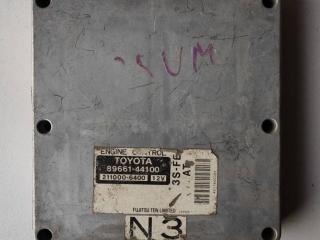 SUM
ENGINE CONTROL
TOYOTA
89661-44100
211000-6400 12V
3S-FE
AT
FUJITSU TEN LIMITED
N3